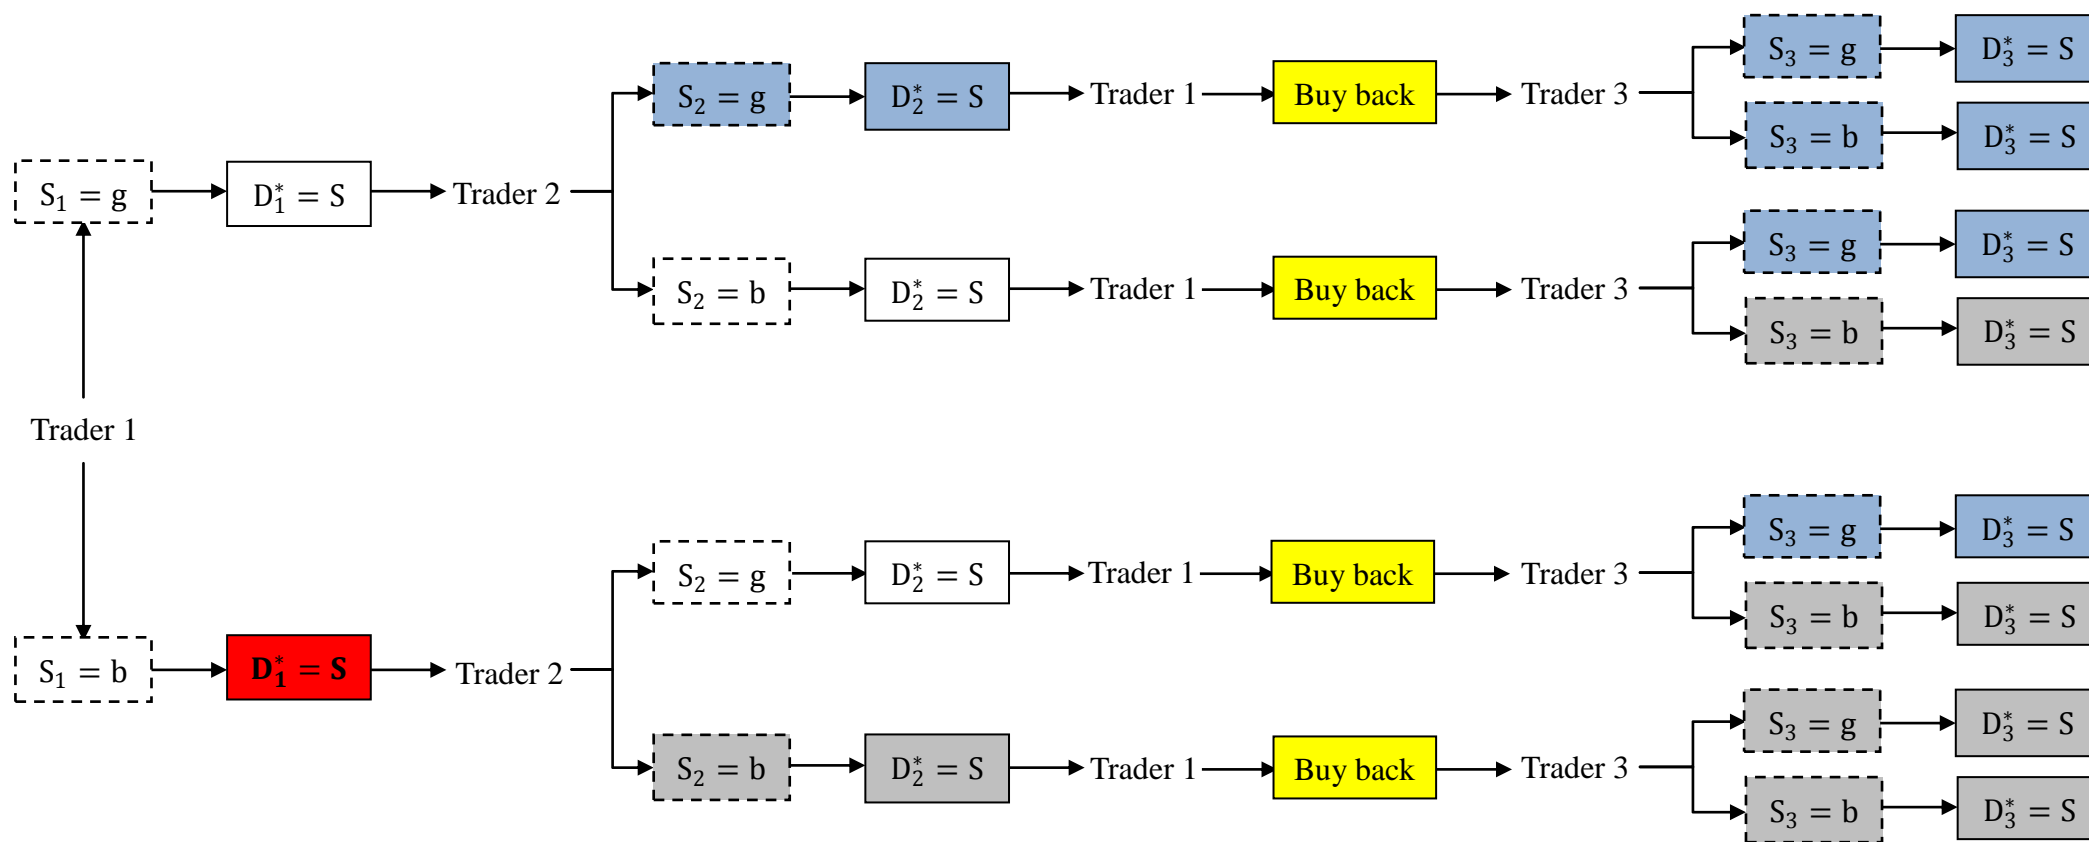 S₃ = g D₃* = S
S₂ = g D₂* = S Trader 1 Buy back Trader 3
S₃ = b D₃* = S
S₁ = g D₁* = S Trader 2
S₃ = g D₃* = S
S₂ = b D₂* = S Trader 1 Buy back Trader 3
S₃ = b D₃* = S
Trader 1
S₃ = g D₃* = S
S₂ = g D₂* = S Trader 1 Buy back Trader 3
S₃ = b D₃* = S
S₁ = b D₁* = S Trader 2
S₃ = g D₃* = S
S₂ = b D₂* = S Trader 1 Buy back Trader 3
S₃ = b D₃* = S